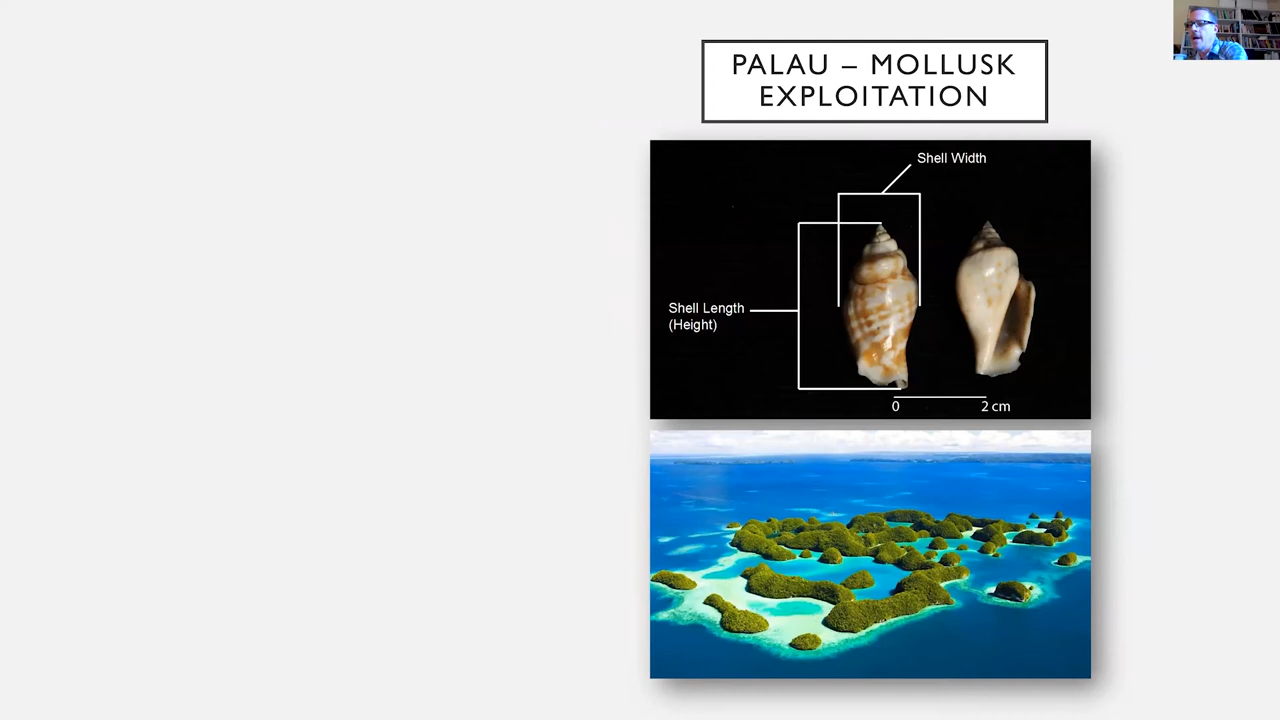 PALAU – MOLLUSK
EXPLOITATION
Shell Width
Shell Length
(Height)
0 2 cm